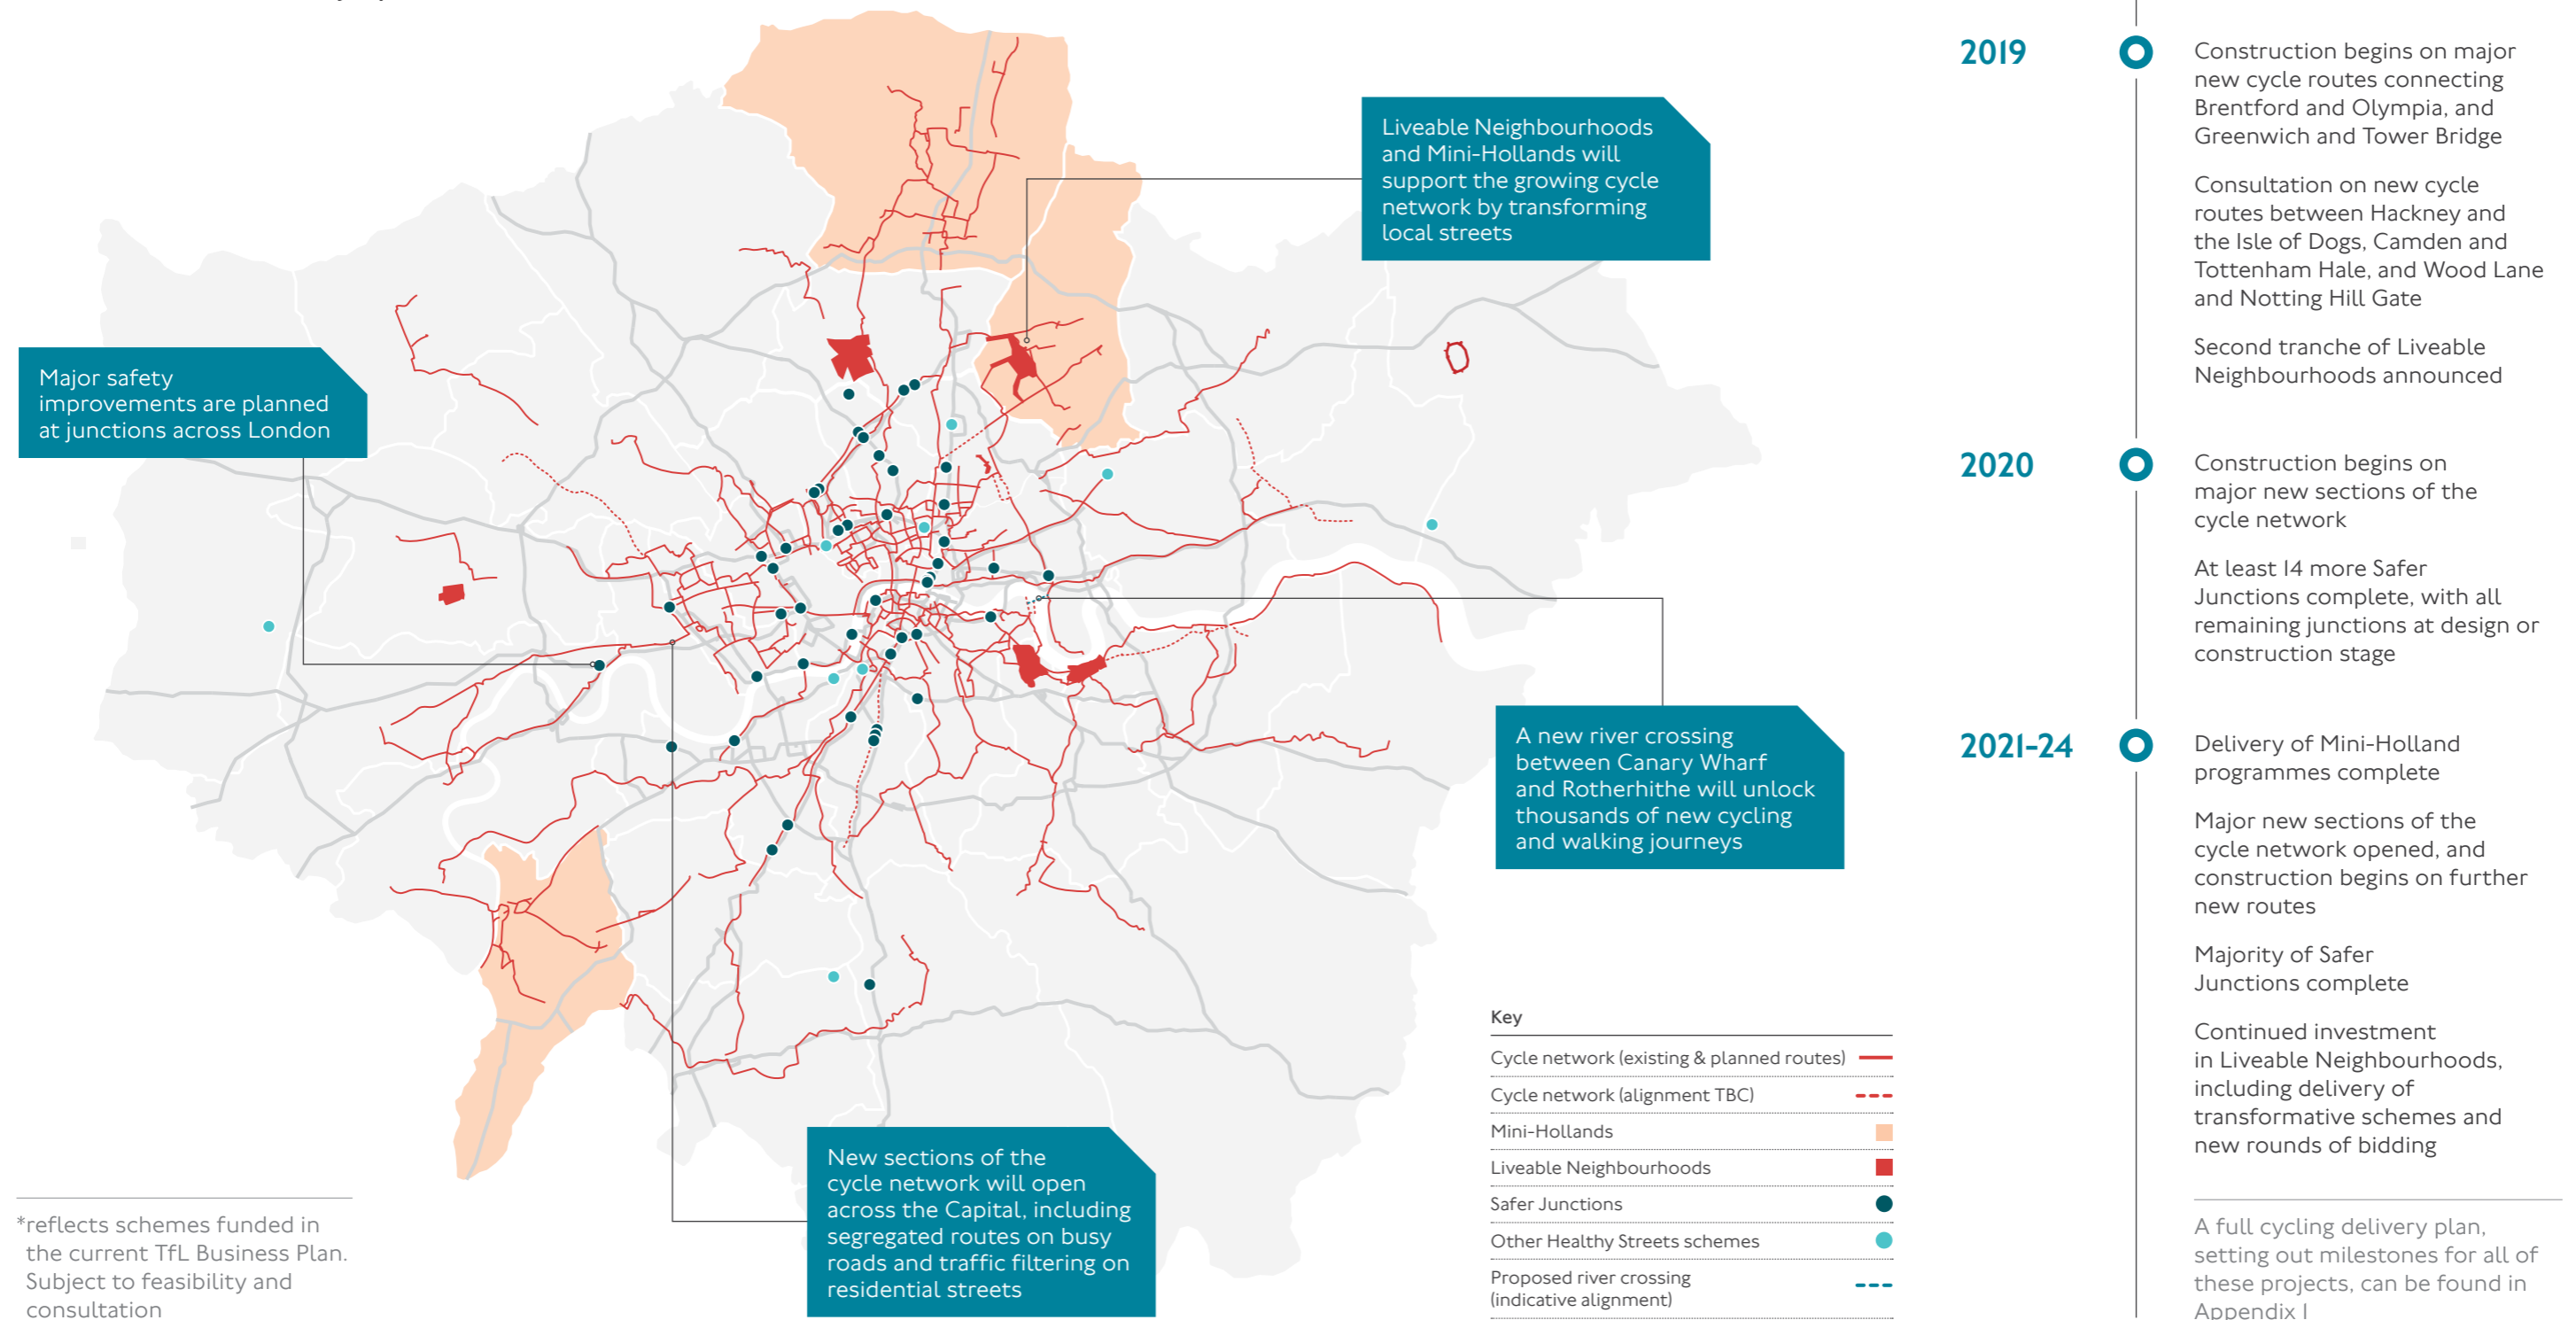 Major safety
improvements are planned
at junctions across London
Liveable Neighbourhoods
and Mini-Hollands will
support the growing cycle
network by transforming
local streets
A new river crossing
between Canary Wharf
and Rotherhithe will unlock
thousands of new cycling
and walking journeys
New sections of the
cycle network will open
across the Capital, including
segregated routes on busy
roads and traffic filtering on
residential streets
*reflects schemes funded in
the current TfL Business Plan.
Subject to feasibility and
consultation
Key
Cycle network (existing & planned routes)
Cycle network (alignment TBC)
Mini-Hollands
Liveable Neighbourhoods
Safer Junctions
Other Healthy Streets schemes
Proposed river crossing
(indicative alignment)
2019
Construction begins on major
new cycle routes connecting
Brentford and Olympia, and
Greenwich and Tower Bridge
Consultation on new cycle
routes between Hackney and
the Isle of Dogs, Camden and
Tottenham Hale, and Wood Lane
and Notting Hill Gate
Second tranche of Liveable
Neighbourhoods announced
2020
Construction begins on
major new sections of the
cycle network
At least 14 more Safer
Junctions complete, with all
remaining junctions at design or
construction stage
2021-24
Delivery of Mini-Holland
programmes complete
Major new sections of the
cycle network opened, and
construction begins on further
new routes
Majority of Safer
Junctions complete
Continued investment
in Liveable Neighbourhoods,
including delivery of
transformative schemes and
new rounds of bidding
A full cycling delivery plan,
setting out milestones for all of
these projects, can be found in
Appendix 1